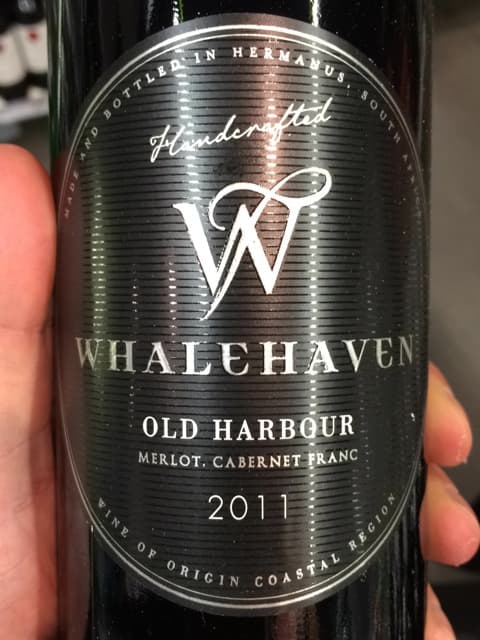 MADE AND BOTTLED IN HERMANUS, SOUTH AFRICA
Handcrafted
W
WHALEHAVEN
OLD HARBOUR
MERLOT, CABERNET FRANC
2011
WINE OF ORIGIN COASTAL REGION